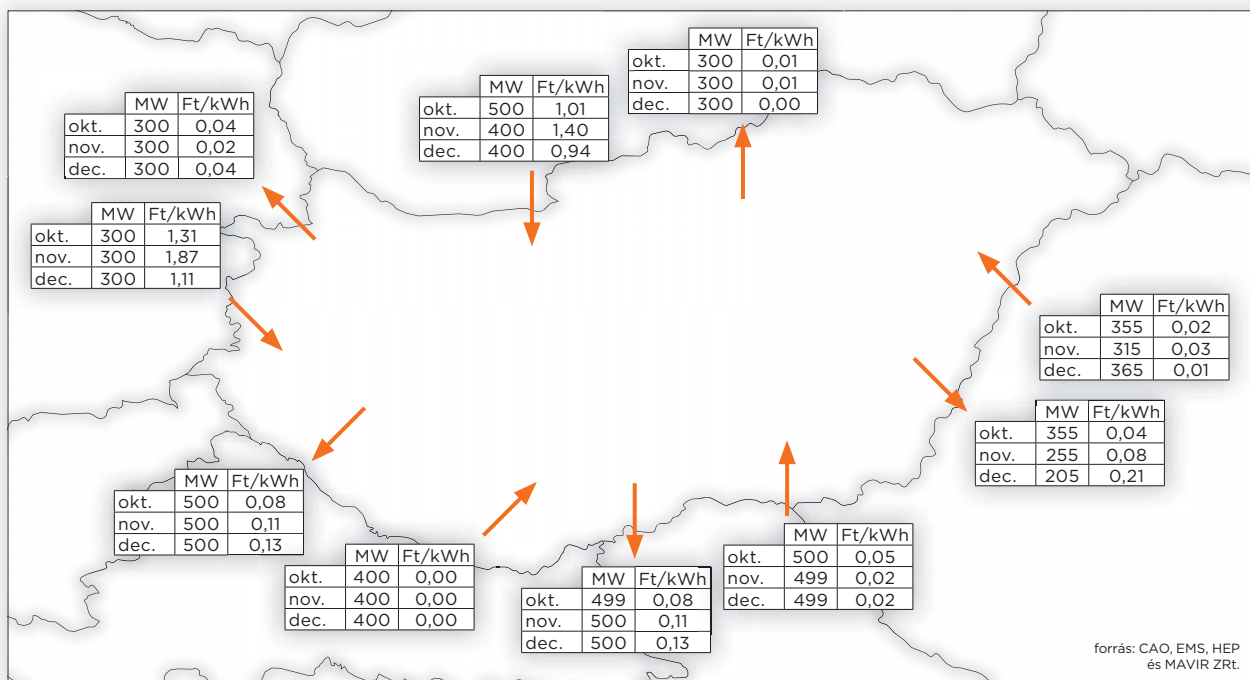 MW Ft/kWh
okt. 300 0,01
nov. 300 0,01
dec. 300 0,00
MW Ft/kWh
okt. 500 1,01
nov. 400 1,40
dec. 400 0,94
MW Ft/kWh
okt. 300 0,04
nov. 300 0,02
dec. 300 0,04
MW Ft/kWh
okt. 300 1,31
nov. 300 1,87
dec. 300 1,11
MW Ft/kWh
okt. 355 0,02
nov. 315 0,03
dec. 365 0,01
MW Ft/kWh
okt. 355 0,04
nov. 255 0,08
dec. 205 0,21
MW Ft/kWh
okt. 500 0,08
nov. 500 0,11
dec. 500 0,13
MW Ft/kWh
okt. 400 0,00
nov. 400 0,00
dec. 400 0,00
MW Ft/kWh
okt. 499 0,08
nov. 500 0,11
dec. 500 0,13
MW Ft/kWh
okt. 500 0,05
nov. 499 0,02
dec. 499 0,02
forrás: CAO, EMS, HEP
és MAVIR ZRt.